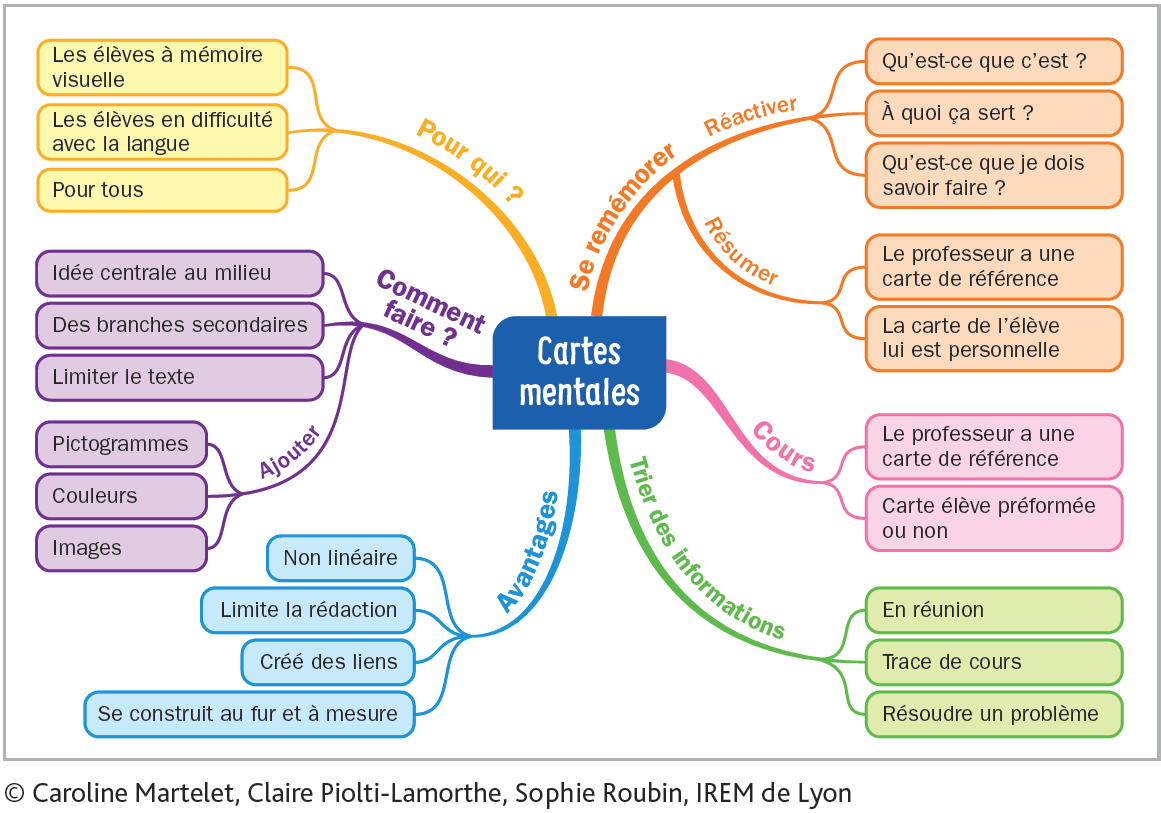 Cartes
mentales
Pour qui ?
Les élèves à mémoire
visuelle
Les élèves en difficulté
avec la langue
Pour tous
Comment
faire ?
Idée centrale au milieu
Des branches secondaires
Limiter le texte
Ajouter
Pictogrammes
Couleurs
Images
Avantages
Non linéaire
Limite la rédaction
Créé des liens
Se construit au fur et à mesure
Se remémorer
Réactiver
Qu’est-ce que c’est ?
À quoi ça sert ?
Qu’est-ce que je dois
savoir faire ?
Résumer
Le professeur a une
carte de référence
La carte de l’élève
lui est personnelle
Cours
Le professeur a une
carte de référence
Carte élève préformée
ou non
Trier des informations
En réunion
Trace de cours
Résoudre un problème
© Caroline Martelet, Claire Piolti-Lamorthe, Sophie Roubin, IREM de Lyon